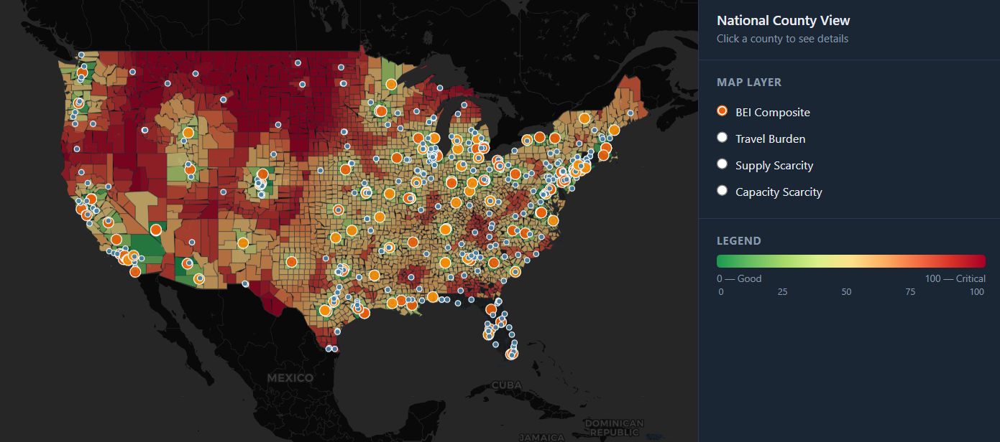 National County View
Click a county to see details
MAP LAYER
BEI Composite
Travel Burden
Supply Scarcity
Capacity Scarcity
LEGEND
0 — Good 100 — Critical
0 25 50 75 100
MEXICO
CUBA
DOMINICAN
REPUBLIC
JAMAICA